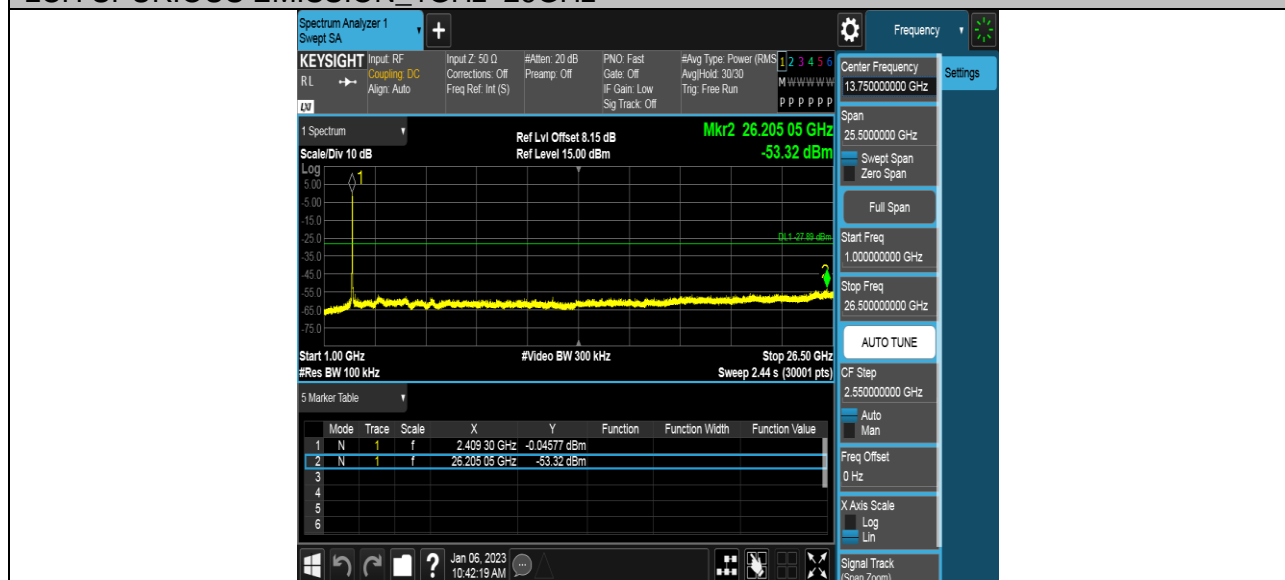 Spectrum Analyzer 1
Swept SA
Frequency
KEYSIGHT
RL
LXI
Input: RF
Coupling: DC
Align: Auto
Input Z: 50 Ω
Corrections: Off
Freq Ref: Int (S)
#Atten: 20 dB
Preamp: Off
PNO: Fast
Gate: Off
IF Gain: Low
Sig Track: Off
#Avg Type: Power (RMS
Avg|Hold: 30/30
Trig: Free Run
1 2 3 4 5 6
M W W W W W
P P P P P P
1 Spectrum
Scale/Div 10 dB
Ref Lvl Offset 8.15 dB
Ref Level 15.00 dBm
Mkr2 26.205 05 GHz
-53.32 dBm
Log
5.00
-5.00
-15.0
-25.0
-35.0
-45.0
-55.0
-65.0
-75.0
1
DL1 -27.89 dBm
2
Start 1.00 GHz
#Res BW 100 kHz
#Video BW 300 kHz
Stop 26.50 GHz
Sweep 2.44 s (30001 pts)
5 Marker Table
Mode Trace Scale X Y Function Function Width Function Value
1 N 1 f 2.409 30 GHz -0.04577 dBm
2 N 1 f 26.205 05 GHz -53.32 dBm
3
4
5
6
Jan 06, 2023
10:42:19 AM
Center Frequency
13.750000000 GHz
Span
25.5000000 GHz
Swept Span
Zero Span
Full Span
Start Freq
1.000000000 GHz
Stop Freq
26.500000000 GHz
AUTO TUNE
CF Step
2.550000000 GHz
Auto
Man
Freq Offset
0 Hz
X Axis Scale
Log
Lin
Signal Track
(Span Zoom)
Settings